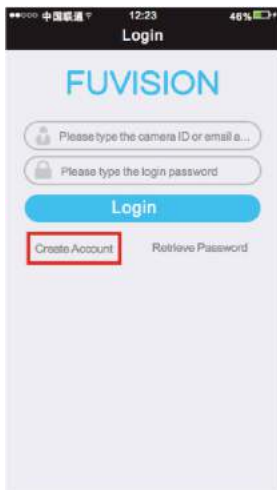 中国联通 12:23 46%
Login
FUVISION
Please type the camera ID or email a...
Please type the login password
Login
Create Account Retrieve Password